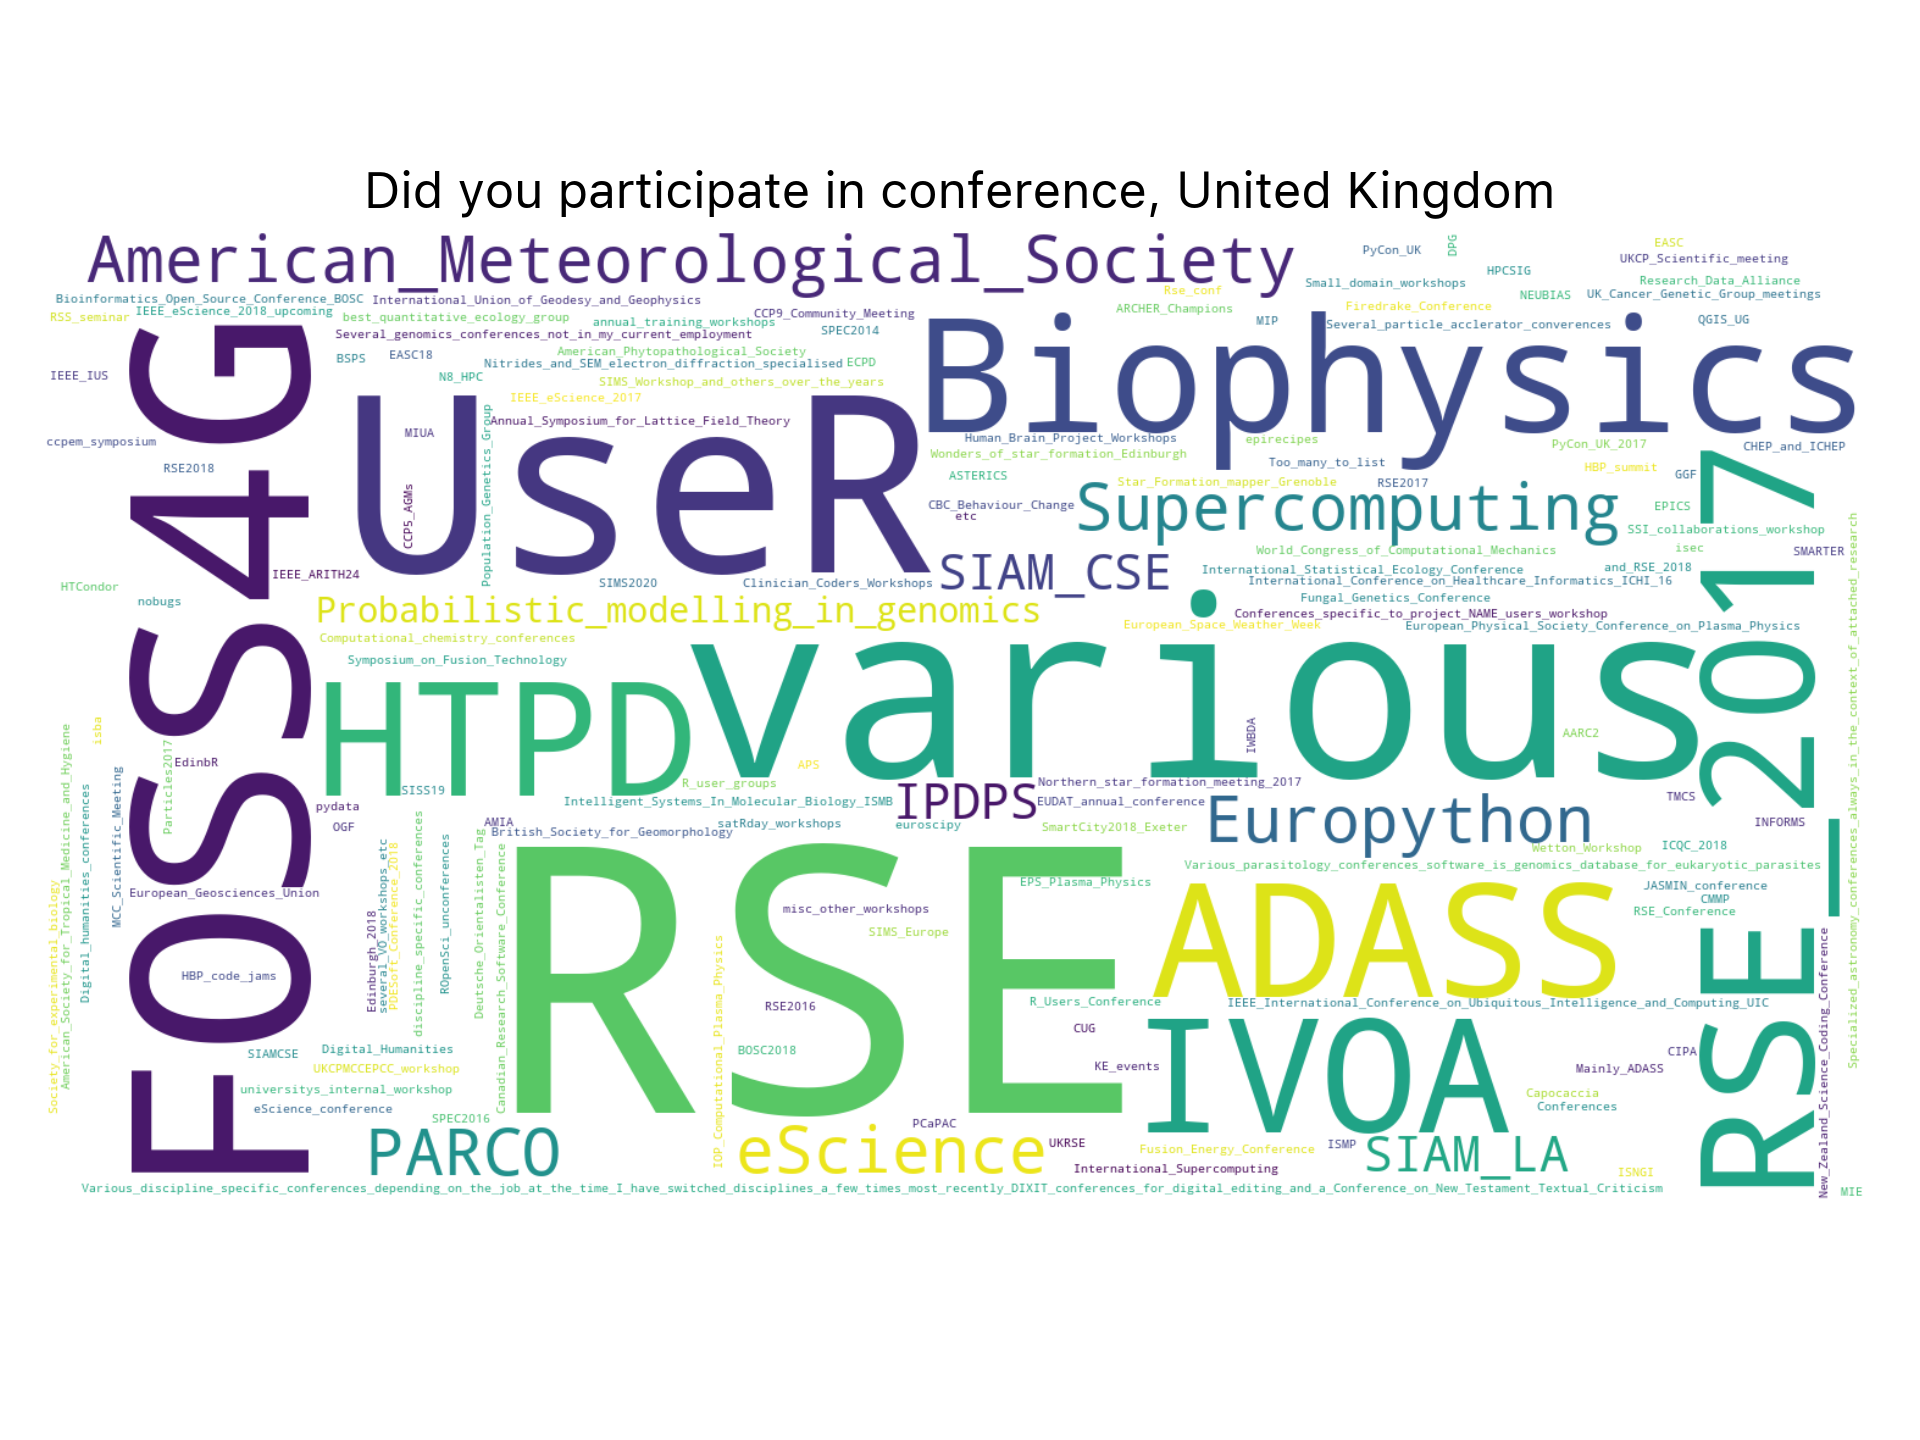 Did you participate in conference, United Kingdom
American_Meteorological_Society
PyCon_UK
DPG
EASC
UKCP_Scientific_meeting
HPCSIG
Small_domain_workshops
Research_Data_Alliance
Rse_conf
NEUBIAS
UK_Cancer_Genetic_Group_meetings
Bioinformatics_Open_Source_Conference_BOSC
International_Union_of_Geodesy_and_Geophysics
IEEE_eScience_2018_upcoming
RSS_seminar
best_quantitative_ecology_group
annual_training_workshops
CCP9_Community_Meeting
ARCHER_Champions
Firedrake_Conference
MIP
Several_particle_acclerator_converences
QGIS_UG
Several_genomics_conferences_not_in_my_current_employment
SPEC2014
BSPS
EASC18
American_Phytopathological_Society
Nitrides_and_SEM_electron_diffraction_specialised
ECPD
IEEE_IUS
N8_HPC
SIMS_Workshop_and_others_over_the_years
IEEE_eScience_2017
Biophysics
FOSS4G
UseR
Annual_Symposium_for_Lattice_Field_Theory
MIUA
Population_Genetics_Group
CCP5_AGMs
ccpem_symposium
RSE2018
Human_Brain_Project_Workshops
epirecipes
PyCon_UK_2017
CHEP_and_ICHEP
Wonders_of_star_formation_Edinburgh
Too_many_to_list
HBP_summit
GGF
ASTERICS
Star_Formation_mapper_Grenoble
RSE2017
CBC_Behaviour_Change
etc
Supercomputing
EPICS
SSI_collaborations_workshop
isec
SMARTER
World_Congress_of_Computational_Mechanics
SIAM_CSE
International_Statistical_Ecology_Conference
and_RSE_2018
IEEE_ARITH24
SIMS2020
Clinician_Coders_Workshops
International_Conference_on_Healthcare_Informatics_ICHI_16
HTCondor
nobugs
Fungal_Genetics_Conference
Probabilistic_modelling_in_genomics
Conferences_specific_to_project_NAME_users_workshop
European_Space_Weather_Week
European_Physical_Society_Conference_on_Plasma_Physics
Computational_chemistry_conferences
Symposium_on_Fusion_Technology
various
HTPD
RSE_2017
Specialized_astronomy_conferences_always_in_the_context_of_attached_research
isba
IWBDA
AARC2
EdinbR
Particles2017
APS
R_user_groups
Northern_star_formation_meeting_2017
SISS19
IPDPS
Intelligent_Systems_In_Molecular_Biology_ISMB
EUDAT_annual_conference
Europython
TMCS
pydata
OGF
AMIA
British_Society_for_Geomorphology
satRday_workshops
euroscipy
SmartCity2018_Exeter
INFORMS
Wetton_Workshop
ICQC_2018
Various_parasitology_conferences_software_is_genomics_database_for_eukaryotic_parasites
Society_for_experimental_biology
American_Society_for_Tropical_Medicine_and_Hygiene
Digital_humanities_conferences
MCC_Scientific_Meeting
European_Geosciences_Union
Edinburgh_2018
several_VO_workshops_etc
PDESoft_Conference_2018
discipline_specific_conferences
ROpenSci_unconferences
Deutsche_Orientalisten_Tag
Canadian_Research_Software_Conference
RSE
EPS_Plasma_Physics
ADASS
JASMIN_conference
CMMP
RSE_Conference
misc_other_workshops
SIMS_Europe
HBP_code_jams
IOP_Computational_Plasma_Physics
RSE2016
R_Users_Conference
IEEE_International_Conference_on_Ubiquitous_Intelligence_and_Computing_UIC
New_Zealand_Science_Coding_Conference
CUG
IVOA
SIAMCSE
Digital_Humanities
BOSC2018
CIPA
UKCPMCCEPCC_workshop
KE_events
Mainly_ADASS
universitys_internal_workshop
Capocaccia
eScience_conference
Conferences
SPEC2016
PCaPAC
PARCO
eScience
UKRSE
Fusion_Energy_Conference
ISMP
SIAM_LA
International_Supercomputing
ISNGI
Various_discipline_specific_conferences_depending_on_the_job_at_the_time_I_have_switched_disciplines_a_few_times_most_recently_DIXIT_conferences_for_digital_editing_and_a_Conference_on_New_Testament_Textual_Criticism
MIE